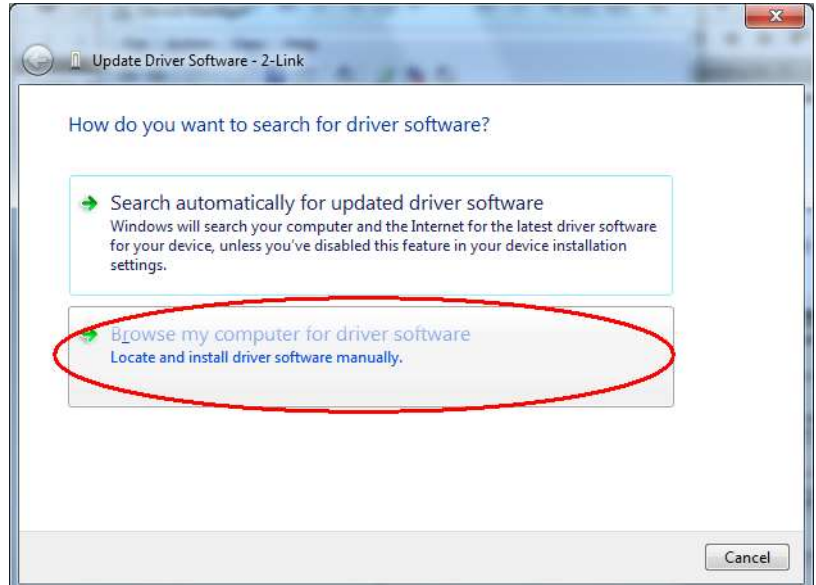 Update Driver Software - 2-Link
How do you want to search for driver software?
Search automatically for updated driver software
Windows will search your computer and the Internet for the latest driver software
for your device, unless you've disabled this feature in your device installation
settings.
Browse my computer for driver software
Locate and install driver software manually.
Cancel